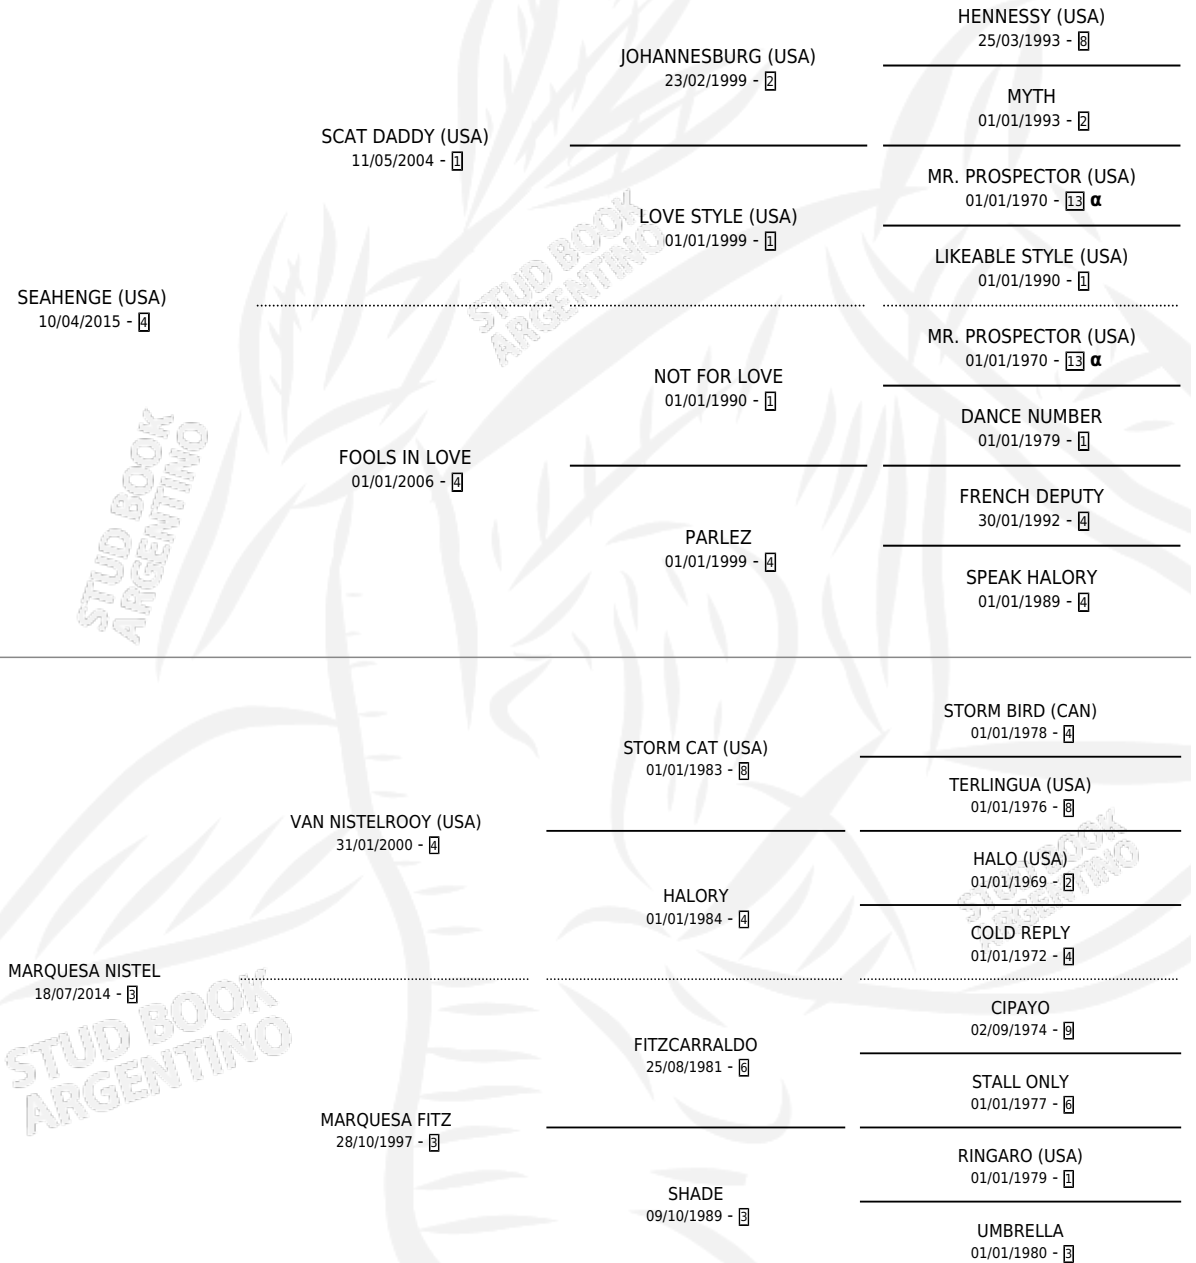 HENNESSY (USA)
25/03/1993 - 8
JOHANNESBURG (USA)
23/02/1999 - 2
MYTH
01/01/1993 - 2
SCAT DADDY (USA)
11/05/2004 - 1
MR. PROSPECTOR (USA)
01/01/1970 - 13 α
LOVE STYLE (USA)
01/01/1999 - 1
LIKEABLE STYLE (USA)
01/01/1990 - 1
SEAHENGE (USA)
10/04/2015 - 4
MR. PROSPECTOR (USA)
01/01/1970 - 13 α
NOT FOR LOVE
01/01/1990 - 1
DANCE NUMBER
01/01/1979 - 1
FOOLS IN LOVE
01/01/2006 - 4
FRENCH DEPUTY
30/01/1992 - 4
PARLEZ
01/01/1999 - 4
SPEAK HALORY
01/01/1989 - 4
STORM BIRD (CAN)
01/01/1978 - 4
STORM CAT (USA)
01/01/1983 - 8
TERLINGUA (USA)
01/01/1976 - 8
VAN NISTELROOY (USA)
31/01/2000 - 4
HALO (USA)
01/01/1969 - 2
HALORY
01/01/1984 - 4
COLD REPLY
01/01/1972 - 4
MARQUESA NISTEL
18/07/2014 - 3
CIPAYO
02/09/1974 - 9
FITZCARRALDO
25/08/1981 - 6
STALL ONLY
01/01/1977 - 6
MARQUESA FITZ
28/10/1997 - 3
RINGARO (USA)
01/01/1979 - 1
SHADE
09/10/1989 - 3
UMBRELLA
01/01/1980 - 3
STUD BOOK
ARGENTINO
STUD BOOK
ARGENTINO
STUD BOOK
ARGENTINO
STUD BOOK
ARGENTINO